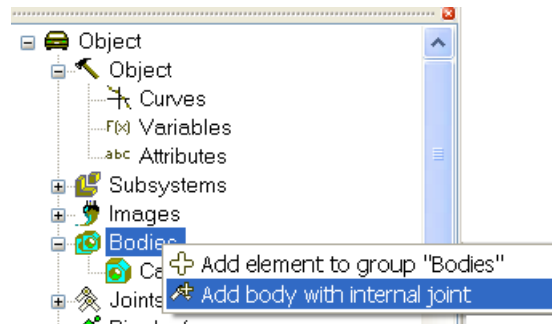 Object
Object
Curves
F(x) Variables
abc Attributes
Subsystems
Images
Bodies
Add element to group "Bodies"
Add body with internal joint
Joints